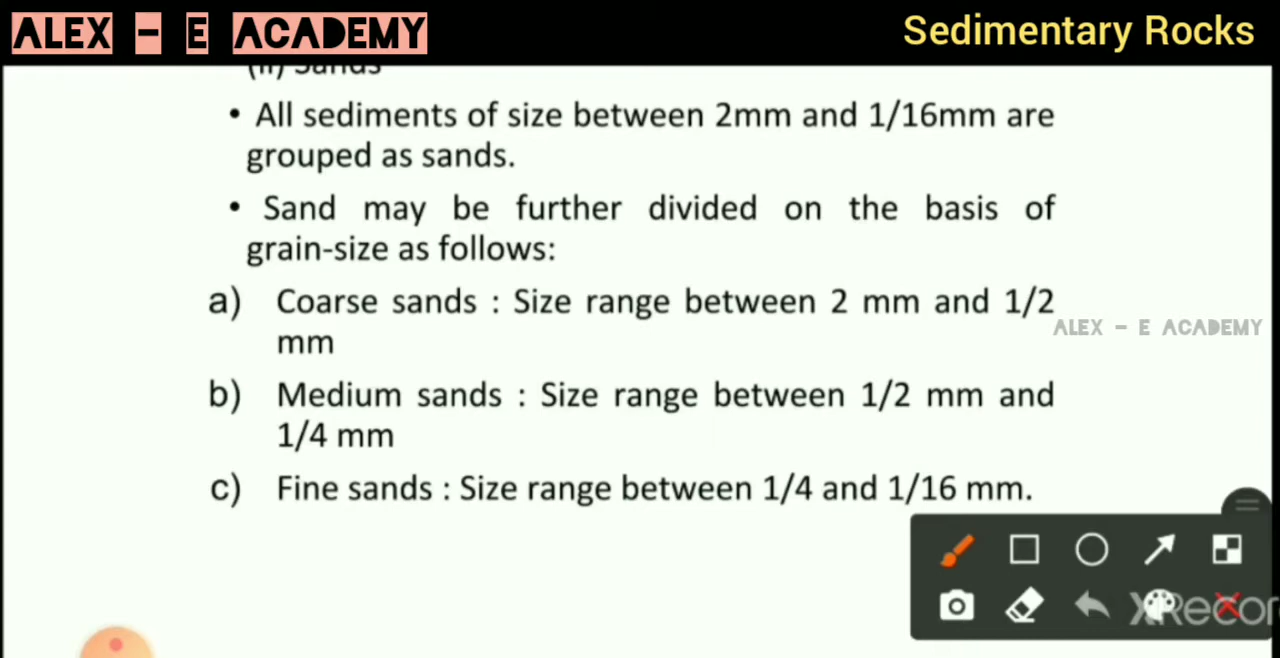 ALEX - E ACADEMY
Sedimentary Rocks
(ii) Sands
• All sediments of size between 2mm and 1/16mm are
grouped as sands.
• Sand may be further divided on the basis of
grain-size as follows:
a) Coarse sands : Size range between 2 mm and 1/2
mm
ALEX - E ACADEMY
b) Medium sands : Size range between 1/2 mm and
1/4 mm
c) Fine sands : Size range between 1/4 and 1/16 mm.
XRecor